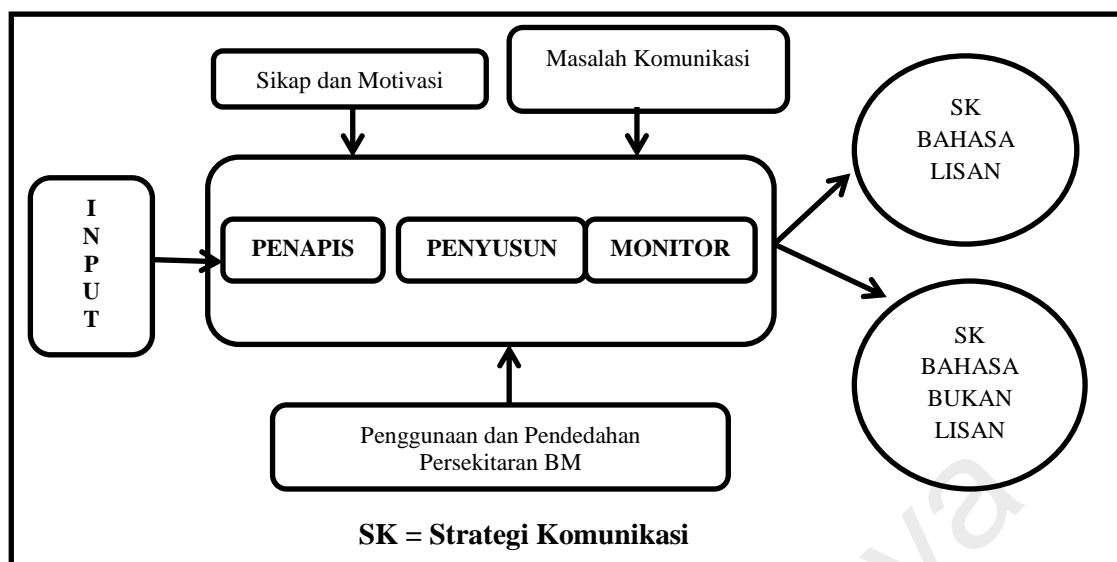 Sikap dan Motivasi
Masalah Komunikasi
SK
BAHASA
LISAN
I
N
P
U
T
PENAPIS
PENYUSUN
MONITOR
SK
BAHASA
BUKAN
LISAN
Penggunaan dan Pendedahan
Persekitaran BM
SK = Strategi Komunikasi